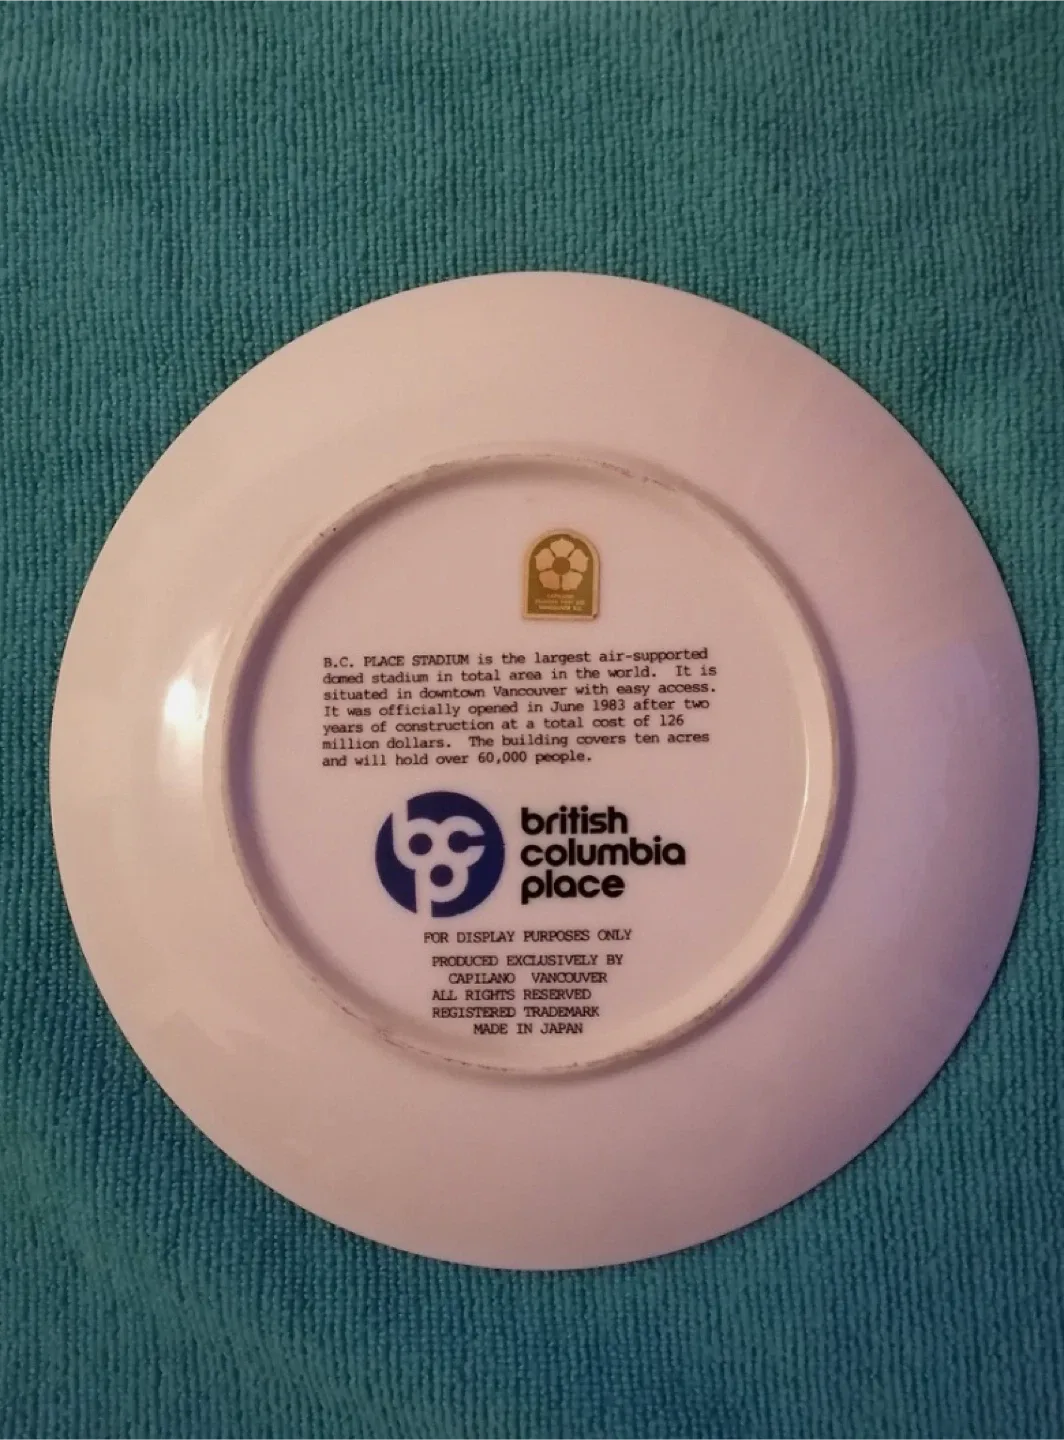 CAPILANO
VANCOUVER B.C.
B.C. PLACE STADIUM is the largest air-supported
domed stadium in total area in the world. It is
situated in downtown Vancouver with easy access.
It was officially opened in June 1983 after two
years of construction at a total cost of 126
million dollars. The building covers ten acres
and will hold over 60,000 people.
bcp
british
columbia
place
FOR DISPLAY PURPOSES ONLY
PRODUCED EXCLUSIVELY BY
CAPILANO VANCOUVER
ALL RIGHTS RESERVED
REGISTERED TRADEMARK
MADE IN JAPAN